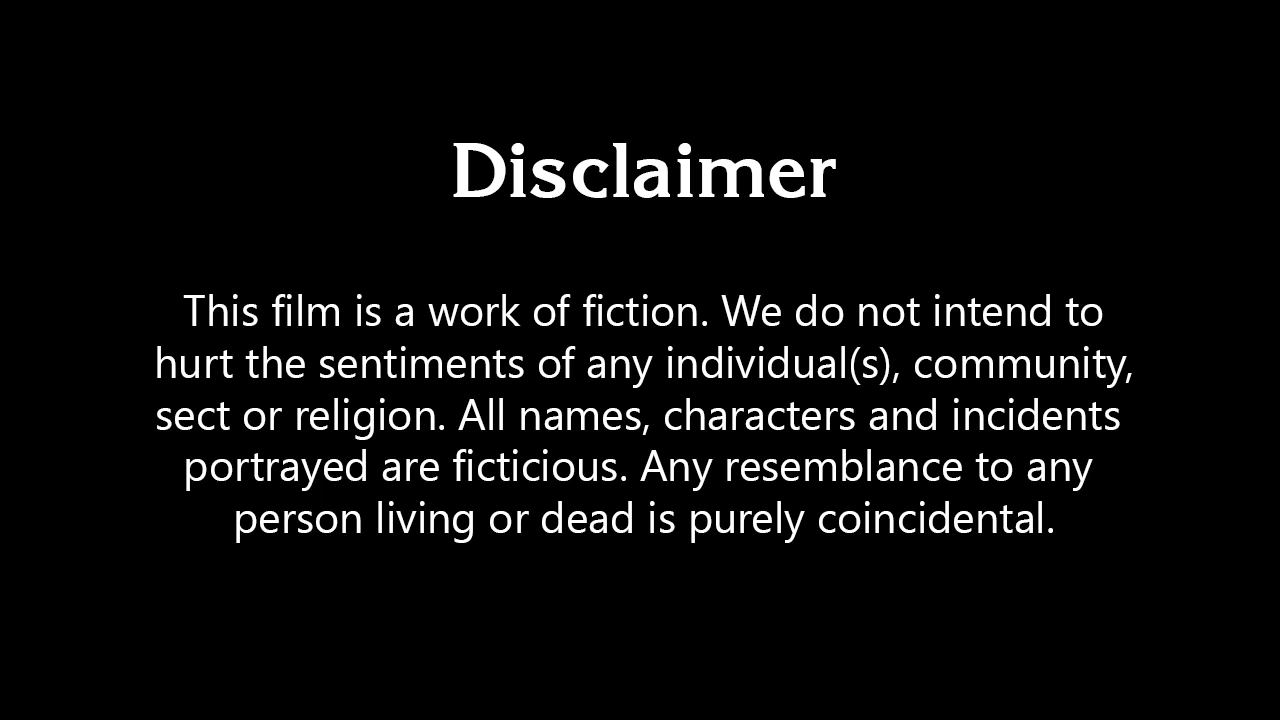 Disclaimer
This film is a work of fiction. We do not intend to
hurt the sentiments of any individual(s), community,
sect or religion. All names, characters and incidents
portrayed are ficticious. Any resemblance to any
person living or dead is purely coincidental.